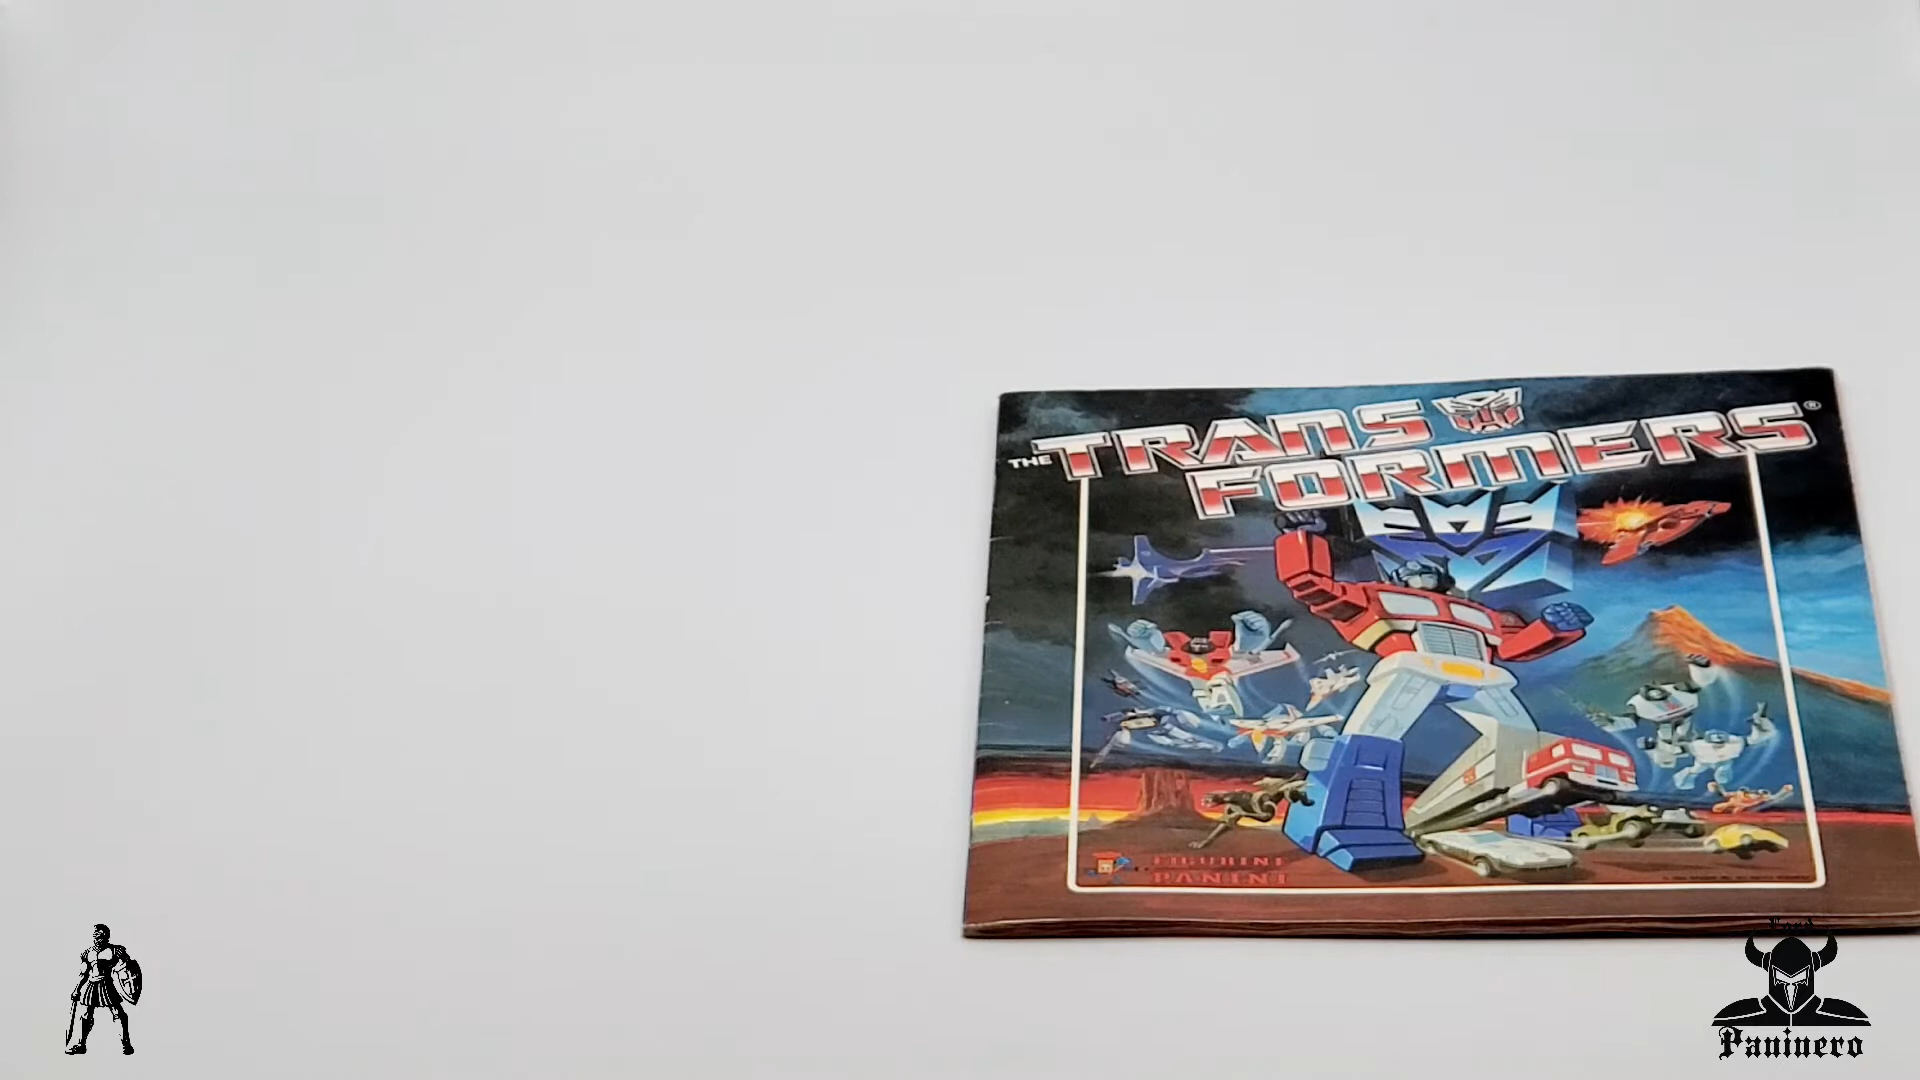 THE TRANS
FORMERS®
FIGURINE
PANINI
Paninero